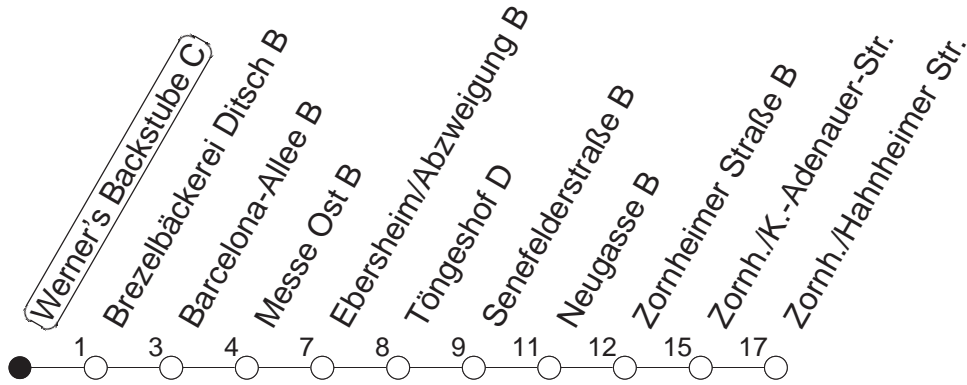 Werner's Backstube C
Brezelbäckerei Ditsch B
Barcelona-Allee B
Messe Ost B
Ebersheim/Abzweigung B
Töngeshof D
Senefelderstraße B
Neugasse B
Zornheimer Straße B
Zornh./K.-Adenauer-Str.
Zornh./Hahnheimer Str.
1 3 4 7 8 9 11 12 15 17